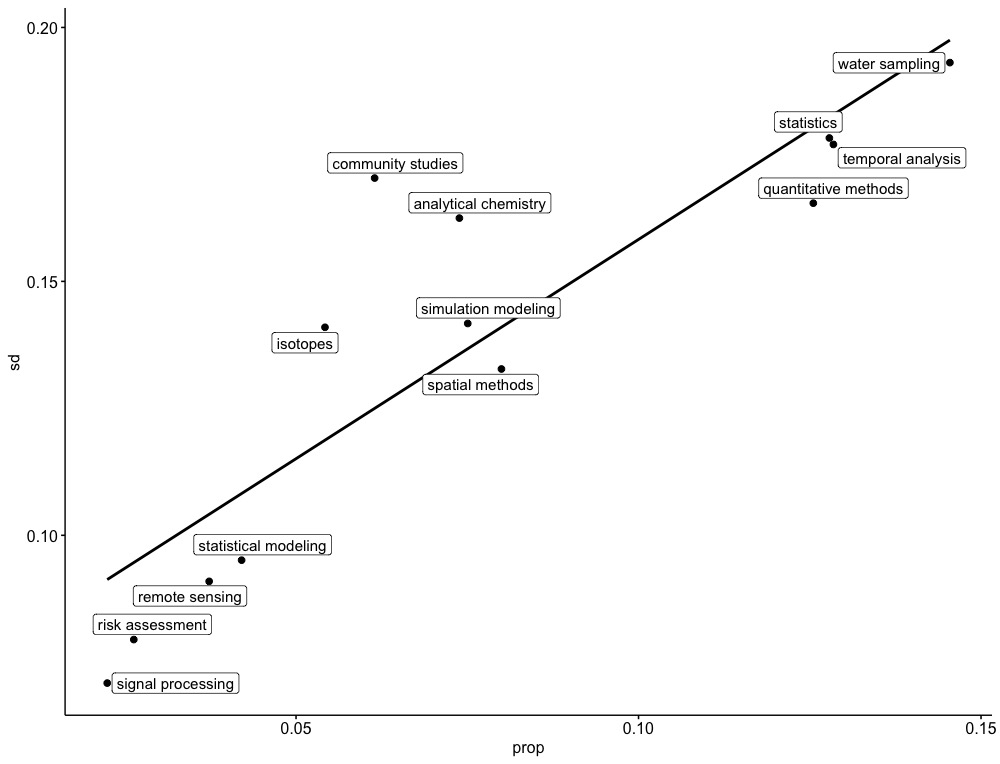 0.20
water sampling
statistics
temporal analysis
community studies
quantitative methods
analytical chemistry
0.15
simulation modeling
isotopes
sd
spatial methods
0.10
statistical modeling
remote sensing
risk assessment
signal processing
0.05
0.10
0.15
prop